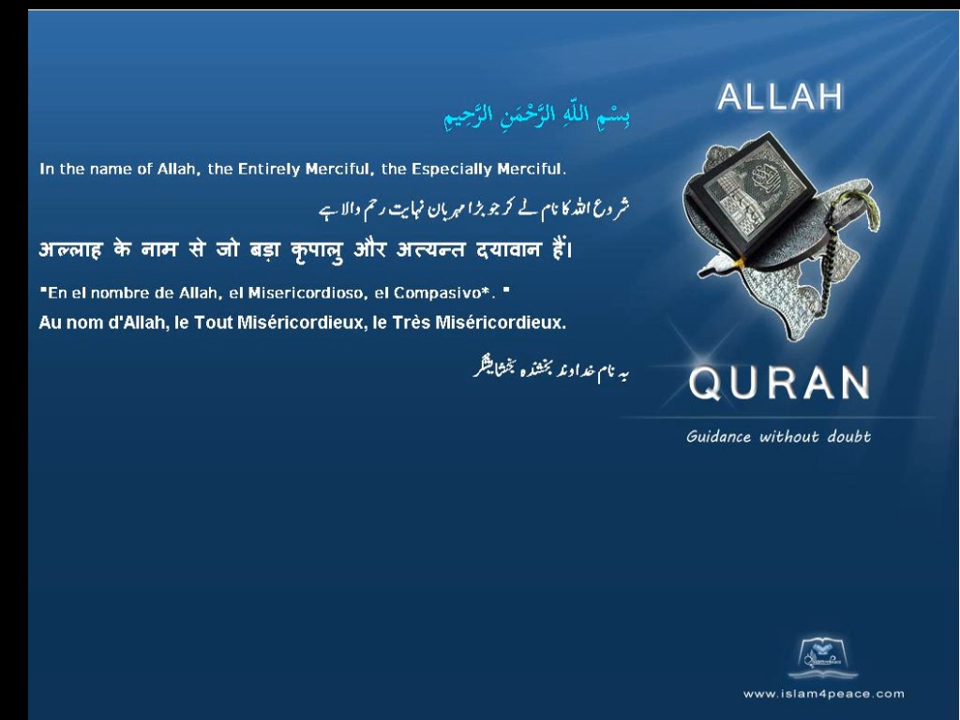 بِسْمِ اللَّهِ الرَّحْمَنِ الرَّحِيمِ
In the name of Allah, the Entirely Merciful, the Especially Merciful.
شروع اللہ کا نام لے کر جو بڑا مہربان نہایت رحم والا ہے
अल्लाह के नाम से जो बड़ा कृपालु और अत्यन्त दयावान हैं।
"En el nombre de Allah, el Misericordioso, el Compasivo*. "
Au nom d'Allah, le Tout Miséricordieux, le Très Miséricordieux.
به نام خداوند بخشنده بخشایشگر
ALLAH
QURAN
Guidance without doubt
www.islam4peace.com